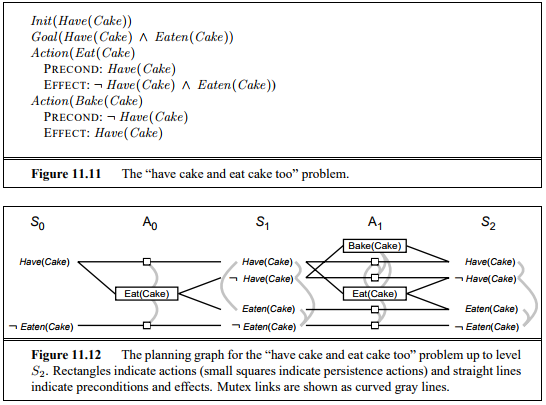 Init(Have(Cake))
Goal(Have(Cake) ∧ Eaten(Cake))
Action(Eat(Cake)
PRECOND: Have(Cake)
EFFECT: ¬ Have(Cake) ∧ Eaten(Cake))
Action(Bake(Cake)
PRECOND: ¬ Have(Cake)
EFFECT: Have(Cake)
Figure 11.11 The “have cake and eat cake too” problem.
S0 A0 S1 A1 S2
Bake(Cake)
Have(Cake) Have(Cake) Have(Cake)
¬ Have(Cake) ¬ Have(Cake)
Eat(Cake) Eat(Cake)
Eaten(Cake) Eaten(Cake)
¬ Eaten(Cake) ¬ Eaten(Cake) ¬ Eaten(Cake)
Figure 11.12 The planning graph for the “have cake and eat cake too” problem up to level
S2. Rectangles indicate actions (small squares indicate persistence actions) and straight lines
indicate preconditions and effects. Mutex links are shown as curved gray lines.